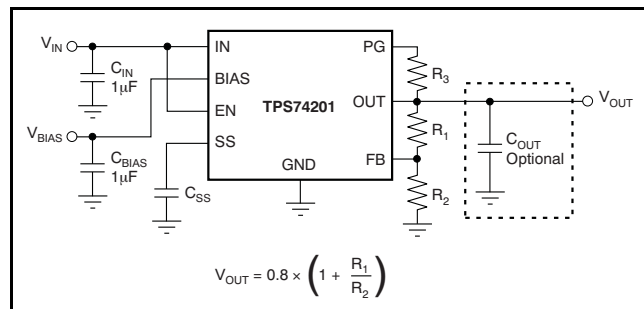 V_IN
C_IN
1μF
V_BIAS
C_BIAS
1μF
C_SS
IN
BIAS
EN
SS
TPS74201
GND
PG
OUT
FB
R_3
R_1
R_2
C_OUT
Optional
V_OUT
V_OUT = 0.8 × (1 + R_1/R_2)